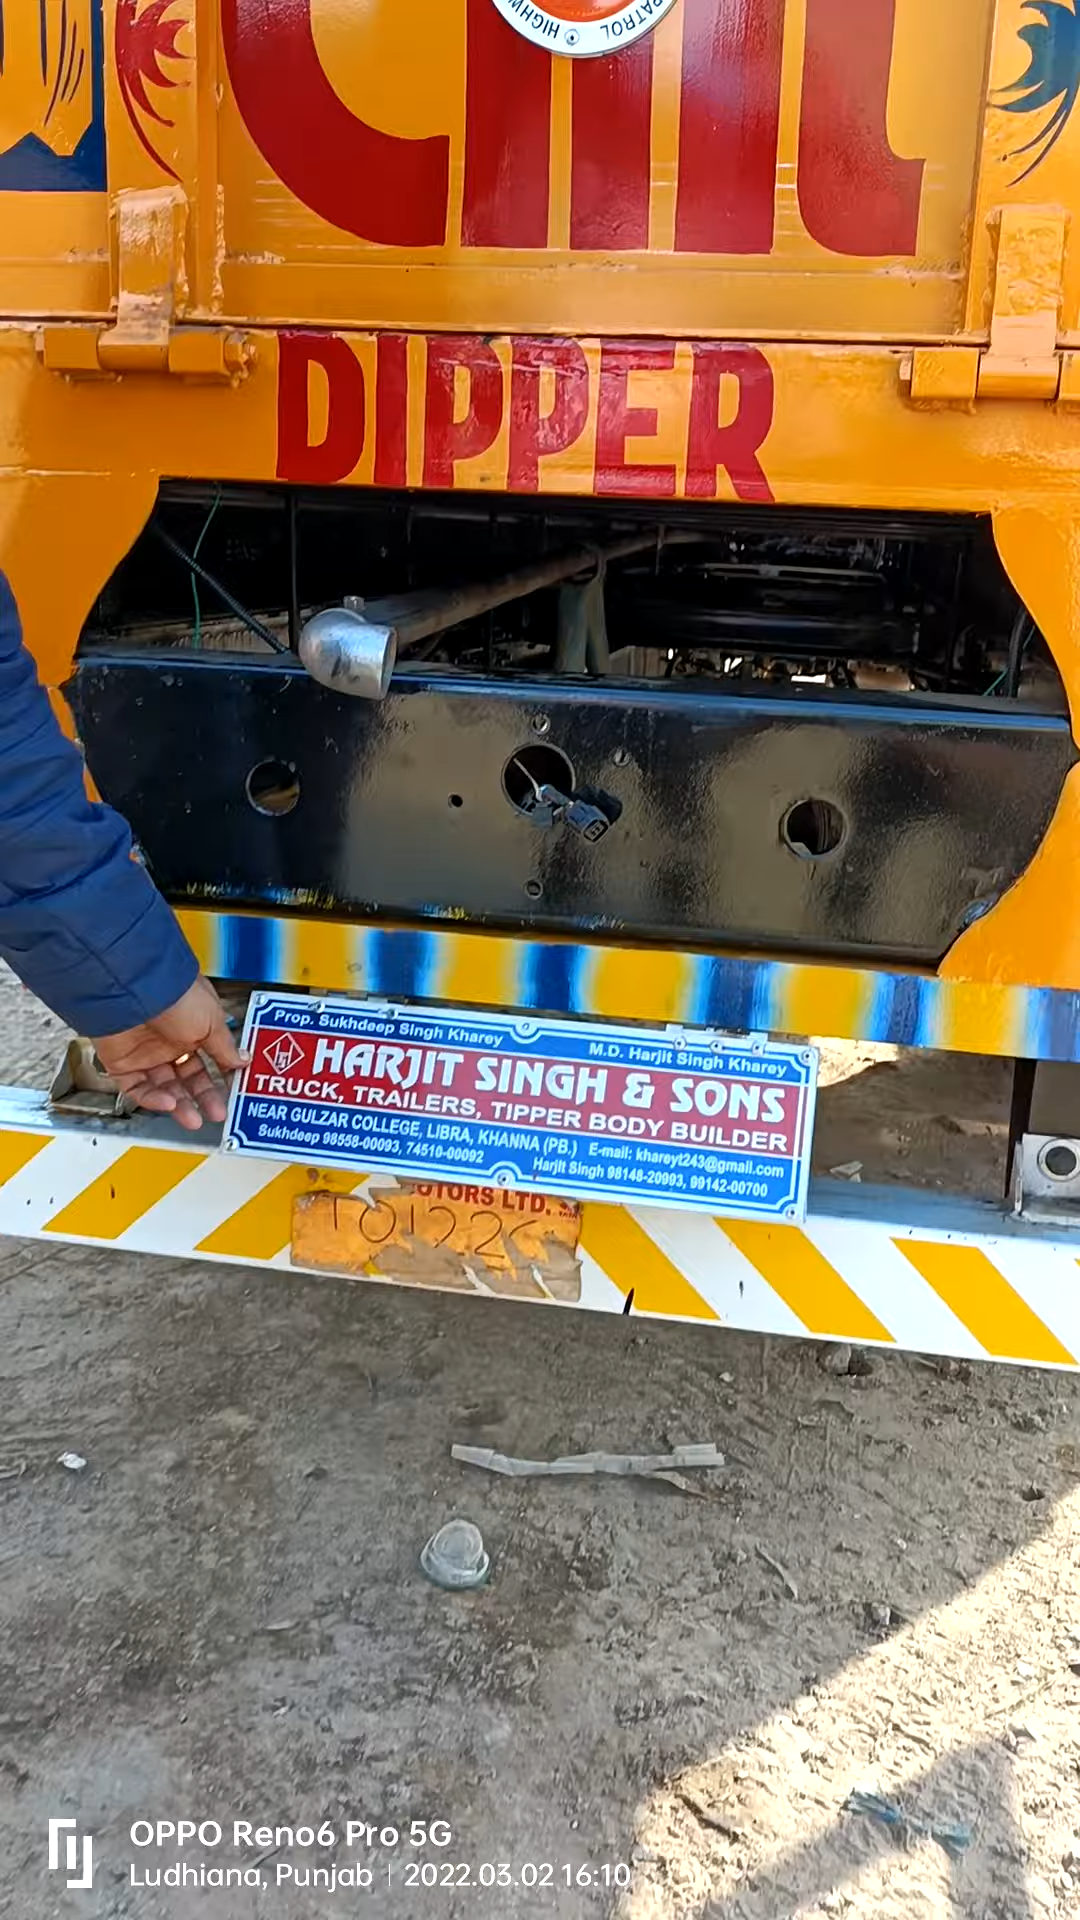 HIGHW
PATROL
DIPPER
Prop. Sukhdeep Singh Kharey
M.D. Harjit Singh Kharey
HARJIT SINGH & SONS
TRUCK, TRAILERS, TIPPER BODY BUILDER
NEAR GULZAR COLLEGE, LIBRA, KHANNA (PB.) E-mail: khareyt243@gmail.com
Sukhdeep 98558-00093, 74510-00092
Harjit Singh 98148-20993, 99142-00700
OTORS LTD.
OPPO Reno6 Pro 5G
Ludhiana, Punjab | 2022.03.02 16:10